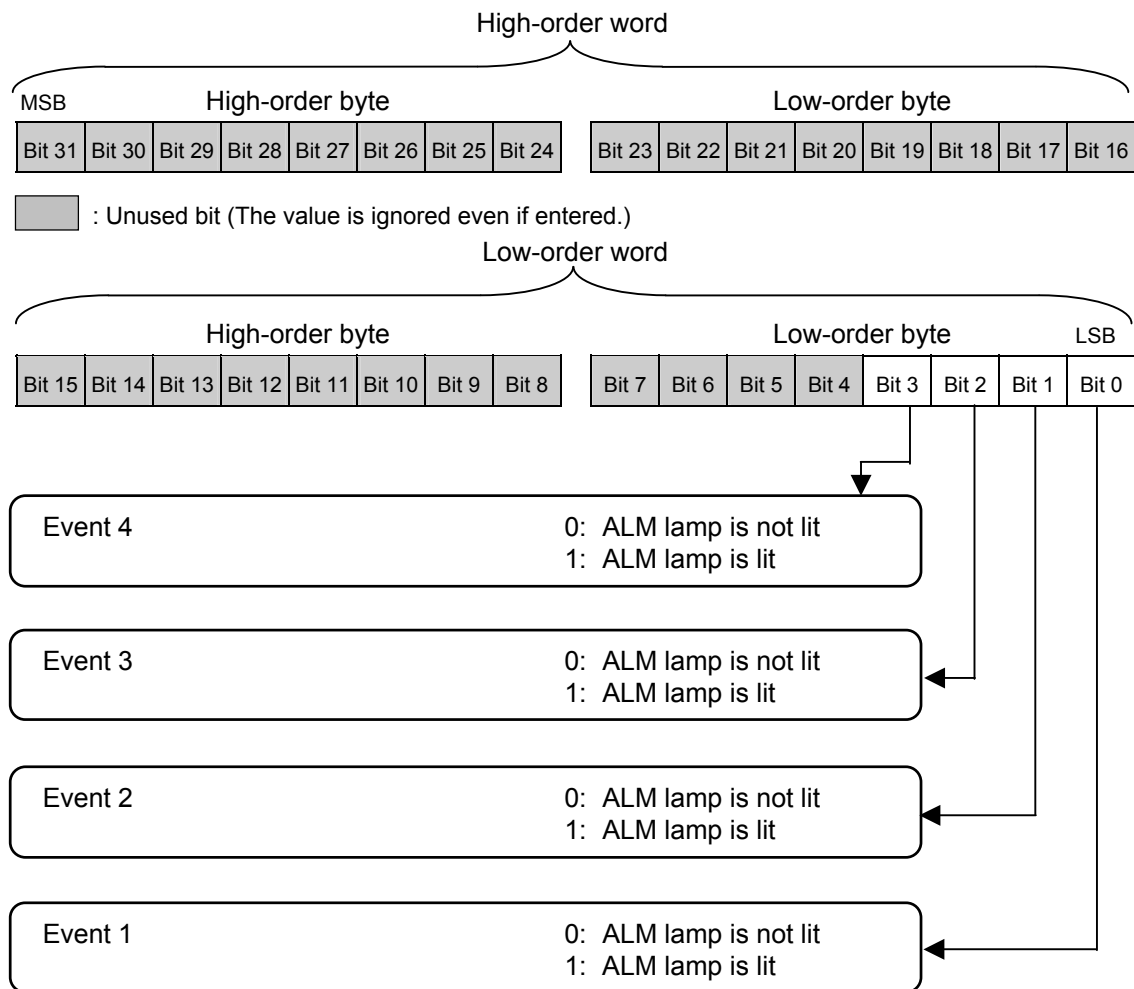 High-order word
MSB High-order byte Low-order byte
Bit 31 Bit 30 Bit 29 Bit 28 Bit 27 Bit 26 Bit 25 Bit 24 Bit 23 Bit 22 Bit 21 Bit 20 Bit 19 Bit 18 Bit 17 Bit 16
: Unused bit (The value is ignored even if entered.)
Low-order word
High-order byte Low-order byte LSB
Bit 15 Bit 14 Bit 13 Bit 12 Bit 11 Bit 10 Bit 9 Bit 8 Bit 7 Bit 6 Bit 5 Bit 4 Bit 3 Bit 2 Bit 1 Bit 0
Event 4 0: ALM lamp is not lit
1: ALM lamp is lit
Event 3 0: ALM lamp is not lit
1: ALM lamp is lit
Event 2 0: ALM lamp is not lit
1: ALM lamp is lit
Event 1 0: ALM lamp is not lit
1: ALM lamp is lit